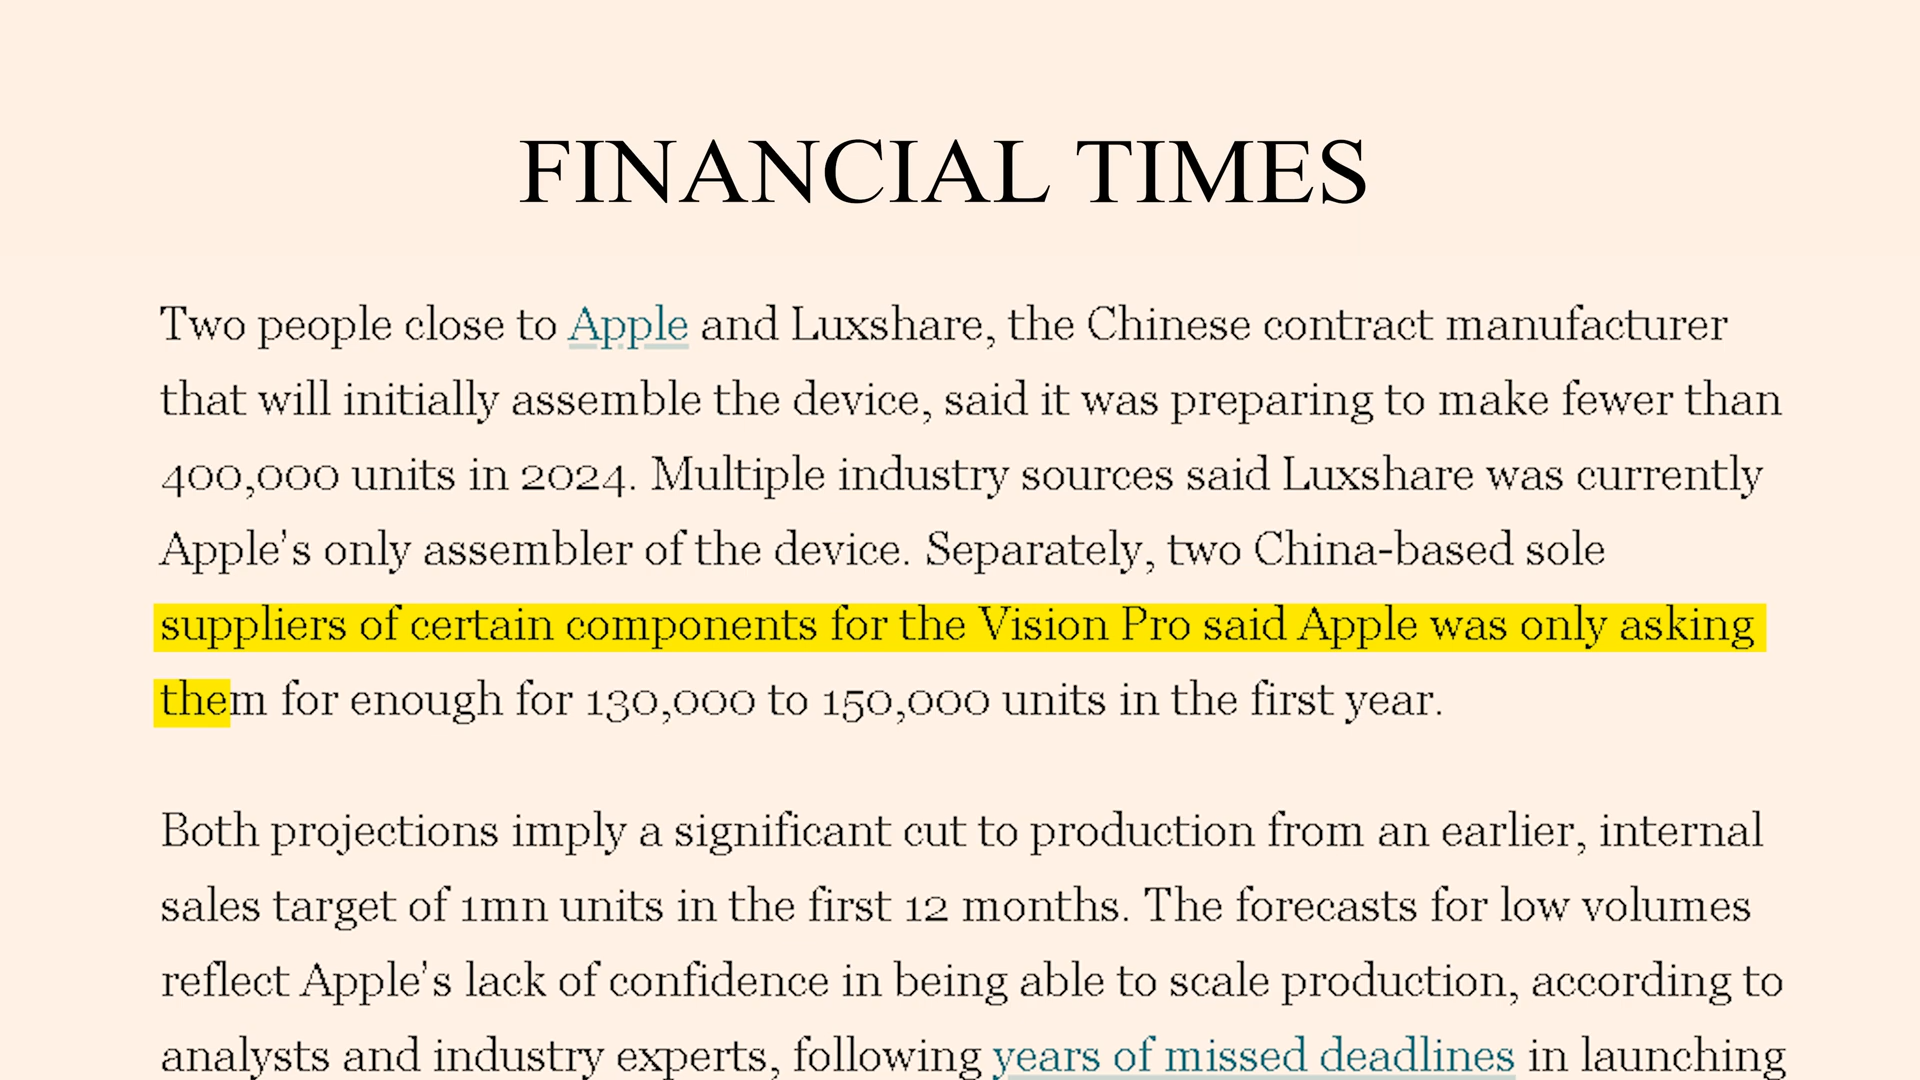 FINANCIAL TIMES
Two people close to Apple and Luxshare, the Chinese contract manufacturer
that will initially assemble the device, said it was preparing to make fewer than
400,000 units in 2024. Multiple industry sources said Luxshare was currently
Apple's only assembler of the device. Separately, two China-based sole
suppliers of certain components for the Vision Pro said Apple was only asking
them for enough for 130,000 to 150,000 units in the first year.
Both projections imply a significant cut to production from an earlier, internal
sales target of 1mn units in the first 12 months. The forecasts for low volumes
reflect Apple's lack of confidence in being able to scale production, according to
analysts and industry experts, following years of missed deadlines in launching